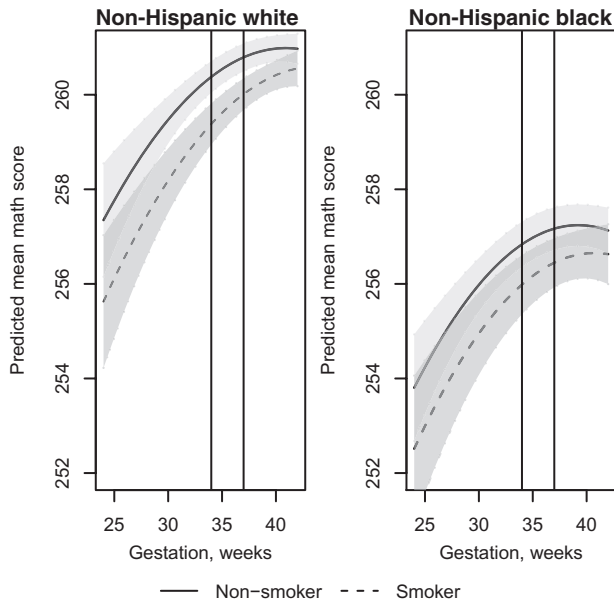 Non-Hispanic white
Predicted mean math score
252
254
256
258
260
25
30
35
40
Gestation, weeks
Non-Hispanic black
Predicted mean math score
252
254
256
258
260
25
30
35
40
Gestation, weeks
Non−smoker
Smoker